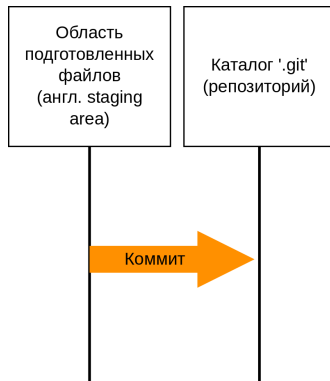 Область
подготовленных
файлов
(англ. staging
area)
Каталог '.git'
(репозиторий)
Коммит